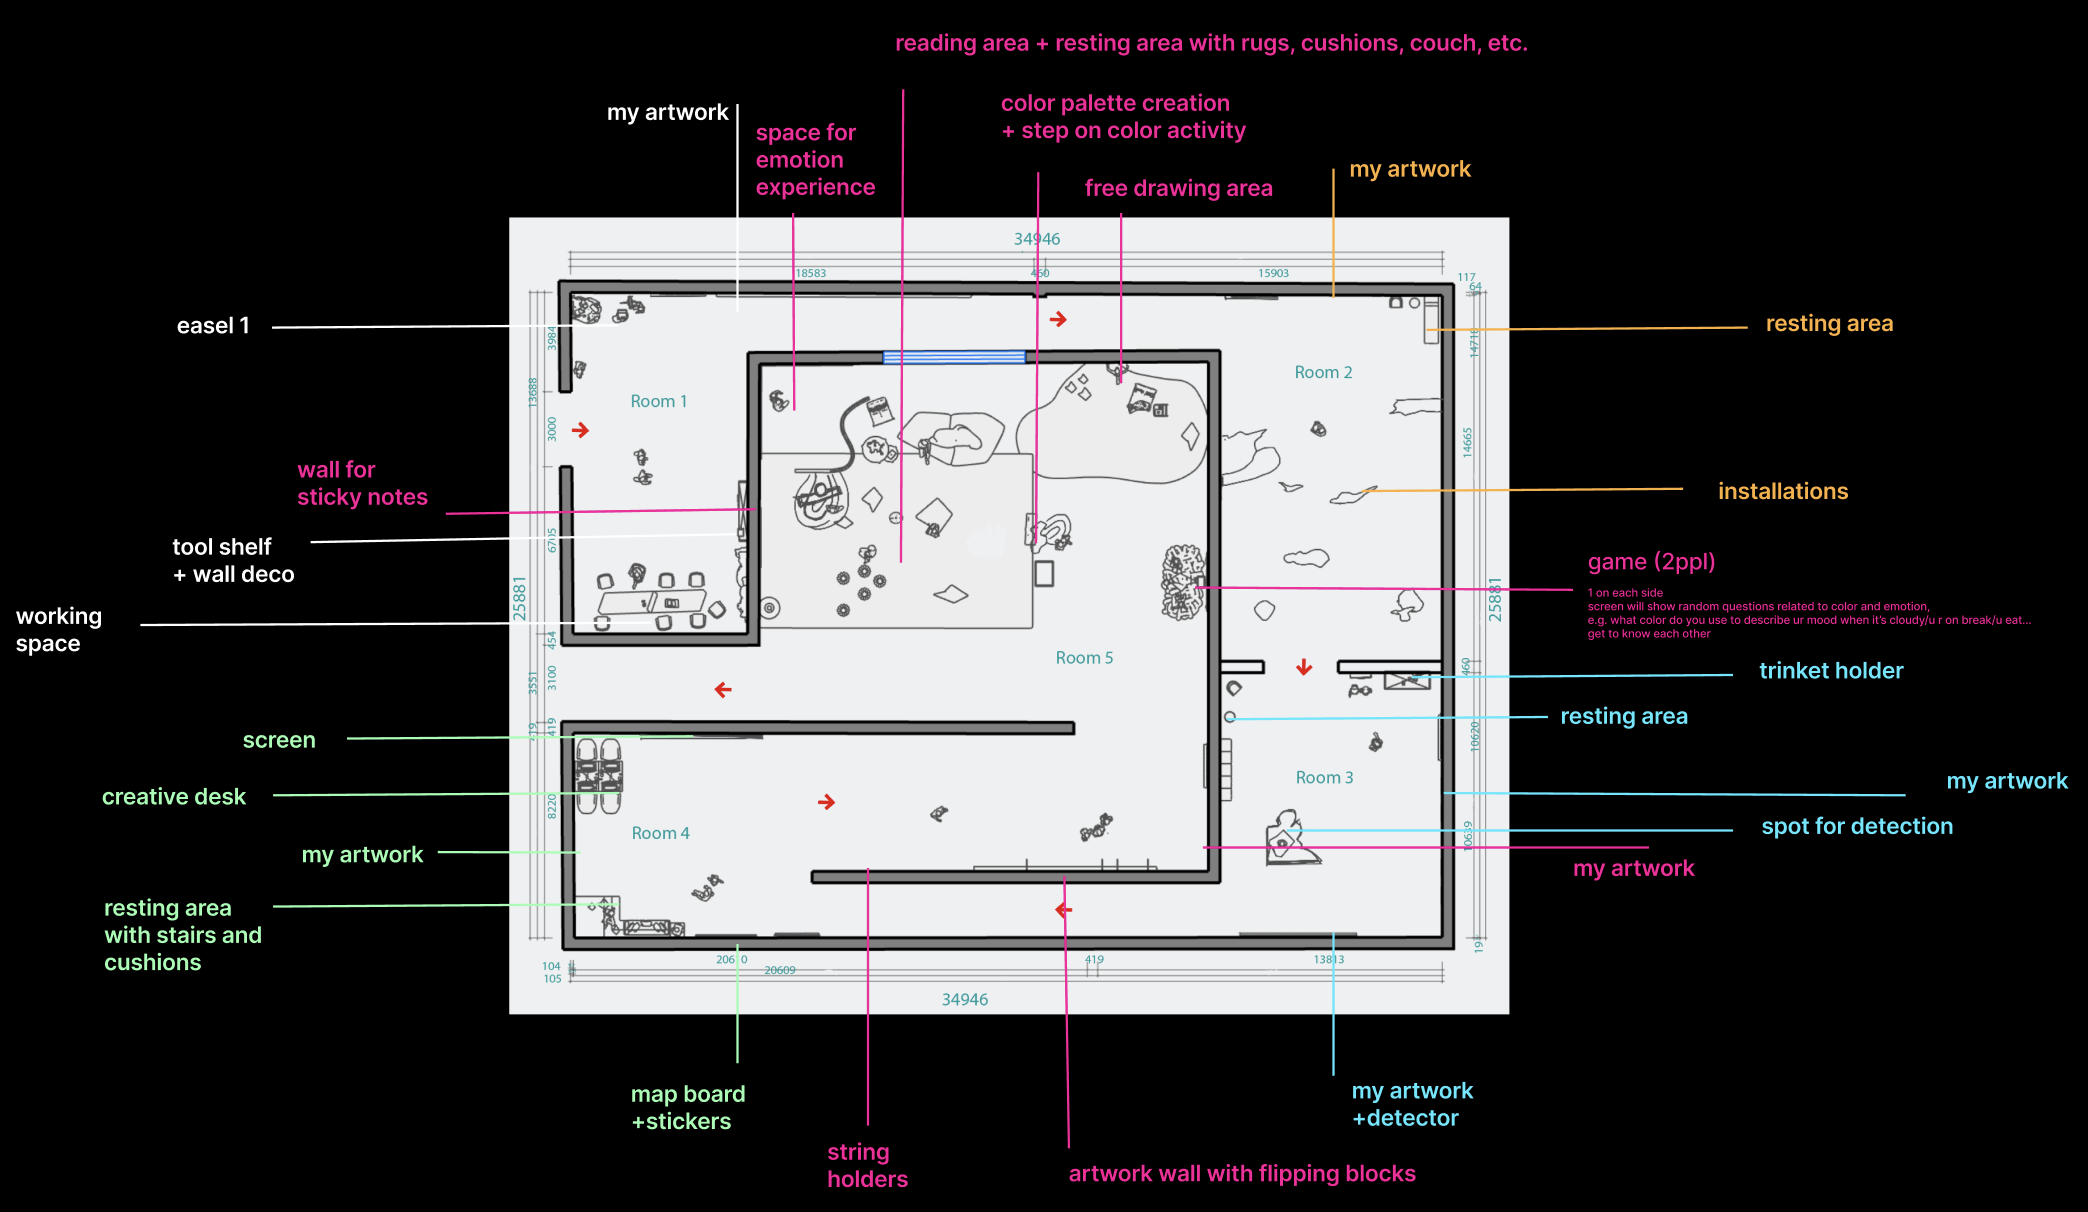 reading area + resting area with rugs, cushions, couch, etc.
my artwork
space for
emotion
experience
color palette creation
+ step on color activity
free drawing area
my artwork
34946
18583
460
15903
117
64
easel 1
3984
13688
3000
6705
25881
454
3551
3100
419
419
8220
Room 1
Room 2
14718
14665
25881
460
10620
10639
193
resting area
wall for
sticky notes
tool shelf
+ wall deco
working
space
installations
game (2ppl)
1 on each side
screen will show random questions related to color and emotion,
e.g. what color do you use to describe ur mood when it's cloudy/u r on break/u eat...
get to know each other
Room 5
trinket holder
resting area
screen
creative desk
my artwork
resting area
with stairs and
cushions
Room 4
Room 3
my artwork
spot for detection
my artwork
104
105
20610
20609
419
13813
34946
map board
+stickers
string
holders
artwork wall with flipping blocks
my artwork
+detector